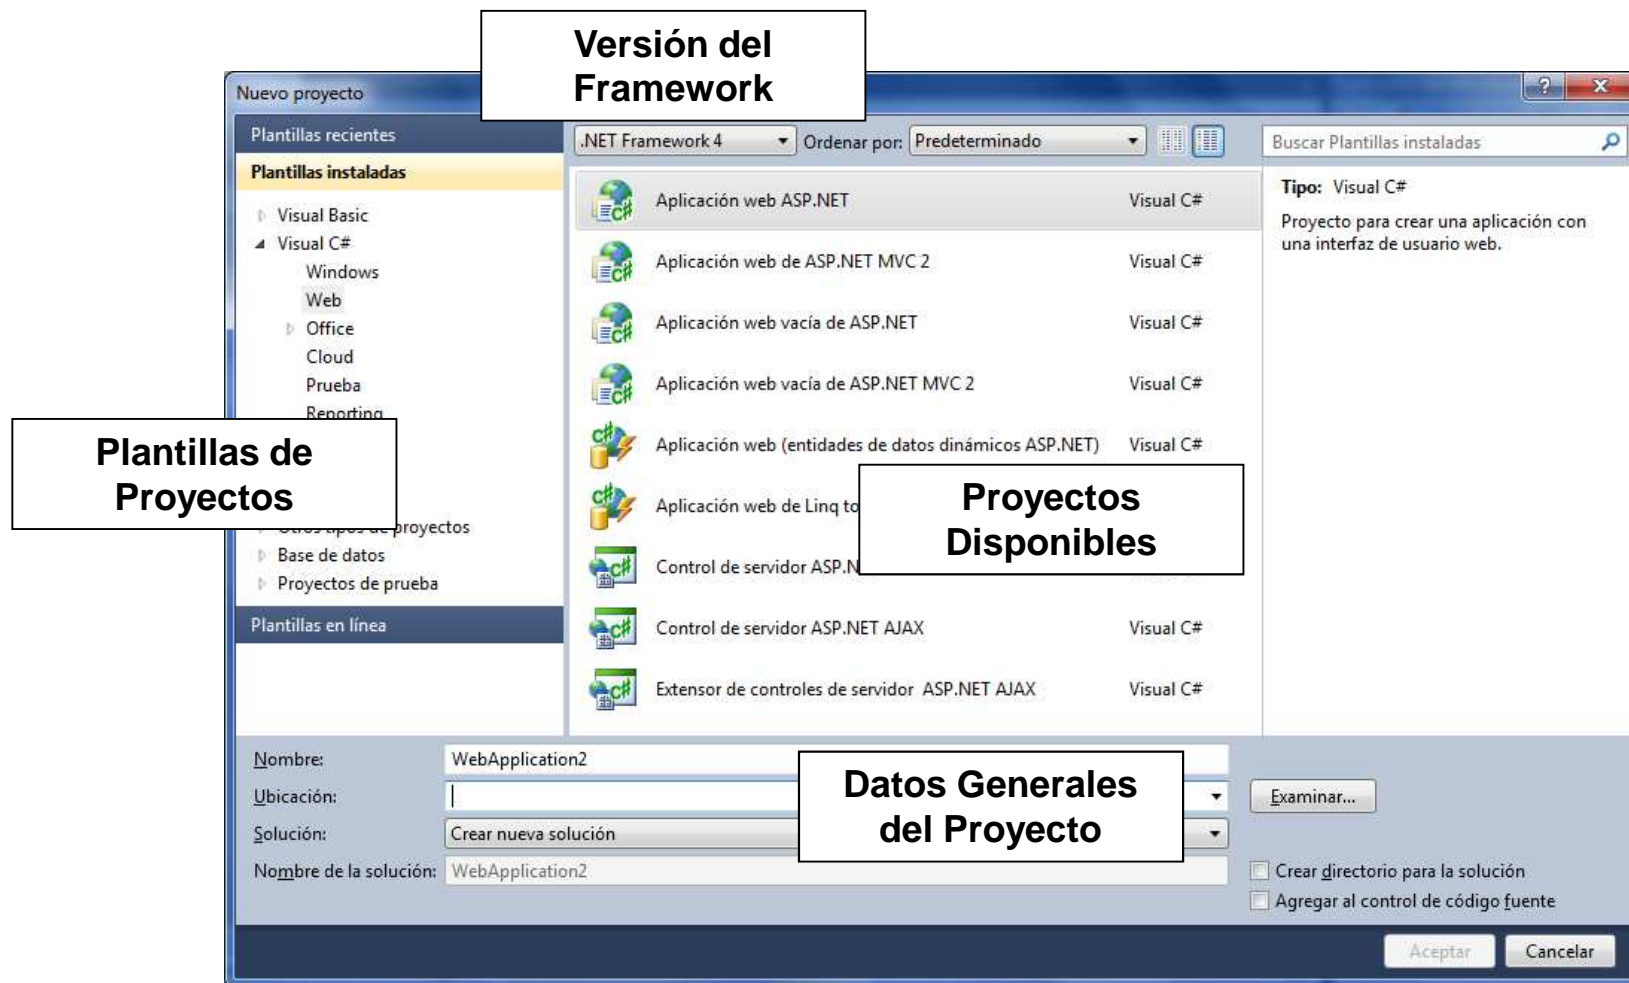 Versión del
Framework
Nuevo proyecto
Plantillas recientes
.NET Framework 4
Ordenar por:
Predeterminado
Buscar Plantillas instaladas
Plantillas instaladas
Visual Basic
Visual C#
Windows
Web
Office
Cloud
Prueba
Reporting
Plantillas de
Proyectos
Otros tipos de proyectos
Base de datos
Proyectos de prueba
Plantillas en línea
Aplicación web ASP.NET Visual C#
Aplicación web de ASP.NET MVC 2 Visual C#
Aplicación web vacía de ASP.NET Visual C#
Aplicación web vacía de ASP.NET MVC 2 Visual C#
Aplicación web (entidades de datos dinámicos ASP.NET) Visual C#
Aplicación web de Linq to
Proyectos
Disponibles
Control de servidor ASP.N
Control de servidor ASP.NET AJAX Visual C#
Extensor de controles de servidor ASP.NET AJAX Visual C#
Tipo: Visual C#
Proyecto para crear una aplicación con
una interfaz de usuario web.
Nombre: WebApplication2
Ubicación:
Examinar...
Solución: Crear nueva solución
Nombre de la solución: WebApplication2
Datos Generales
del Proyecto
Crear directorio para la solución
Agregar al control de código fuente
Aceptar
Cancelar